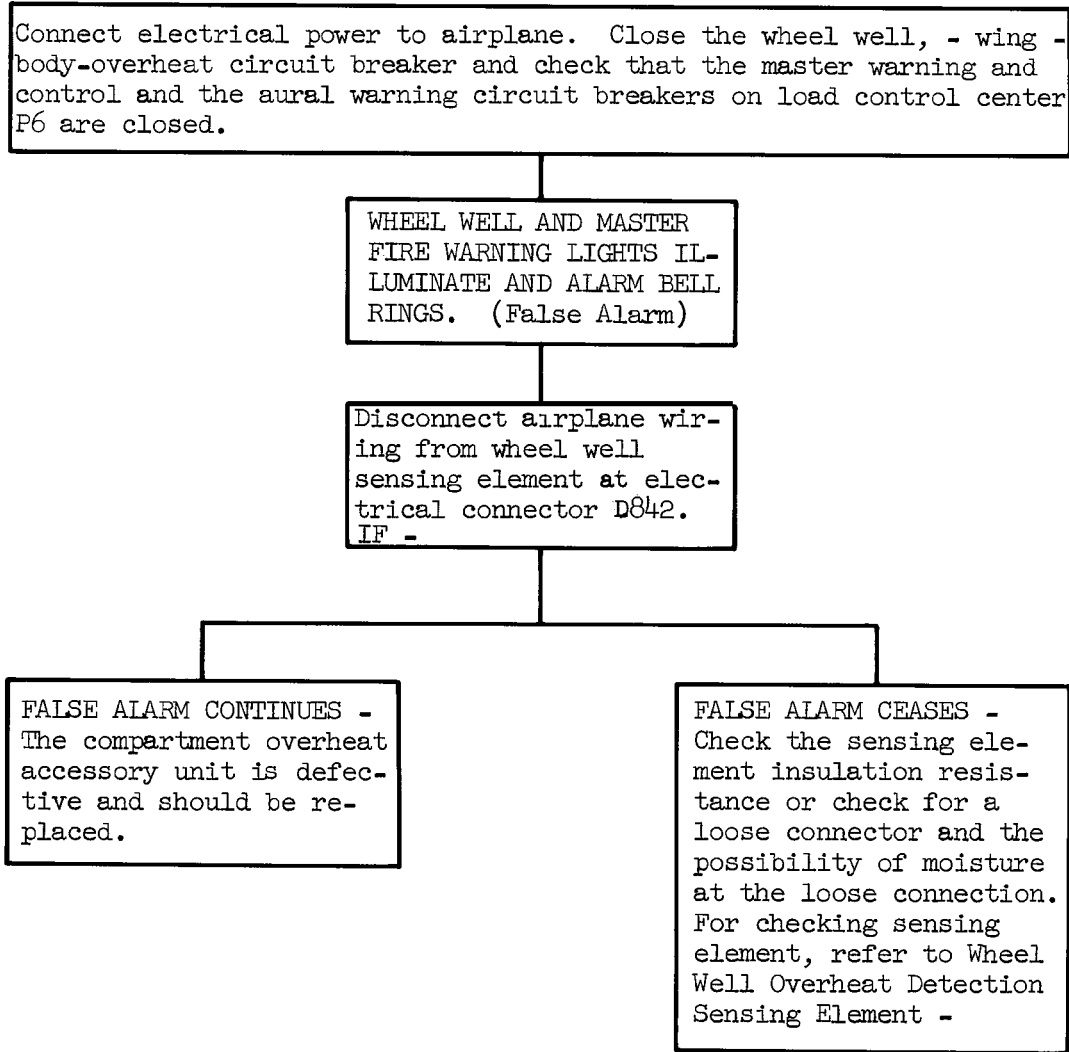 Connect electrical power to airplane. Close the wheel well, - wing -
body-overheat circuit breaker and check that the master warning and
control and the aural warning circuit breakers on load control center
P6 are closed.
WHEEL WELL AND MASTER
FIRE WARNING LIGHTS IL-
LUMINATE AND ALARM BELL
RINGS. (False Alarm)
Disconnect airplane wir-
ing from wheel well
sensing element at elec-
trical connector D842.
IF -
FALSE ALARM CONTINUES -
The compartment overheat
accessory unit is defec-
tive and should be re-
placed.
FALSE ALARM CEASES -
Check the sensing ele-
ment insulation resis-
tance or check for a
loose connector and the
possibility of moisture
at the loose connection.
For checking sensing
element, refer to Wheel
Well Overheat Detection
Sensing Element -